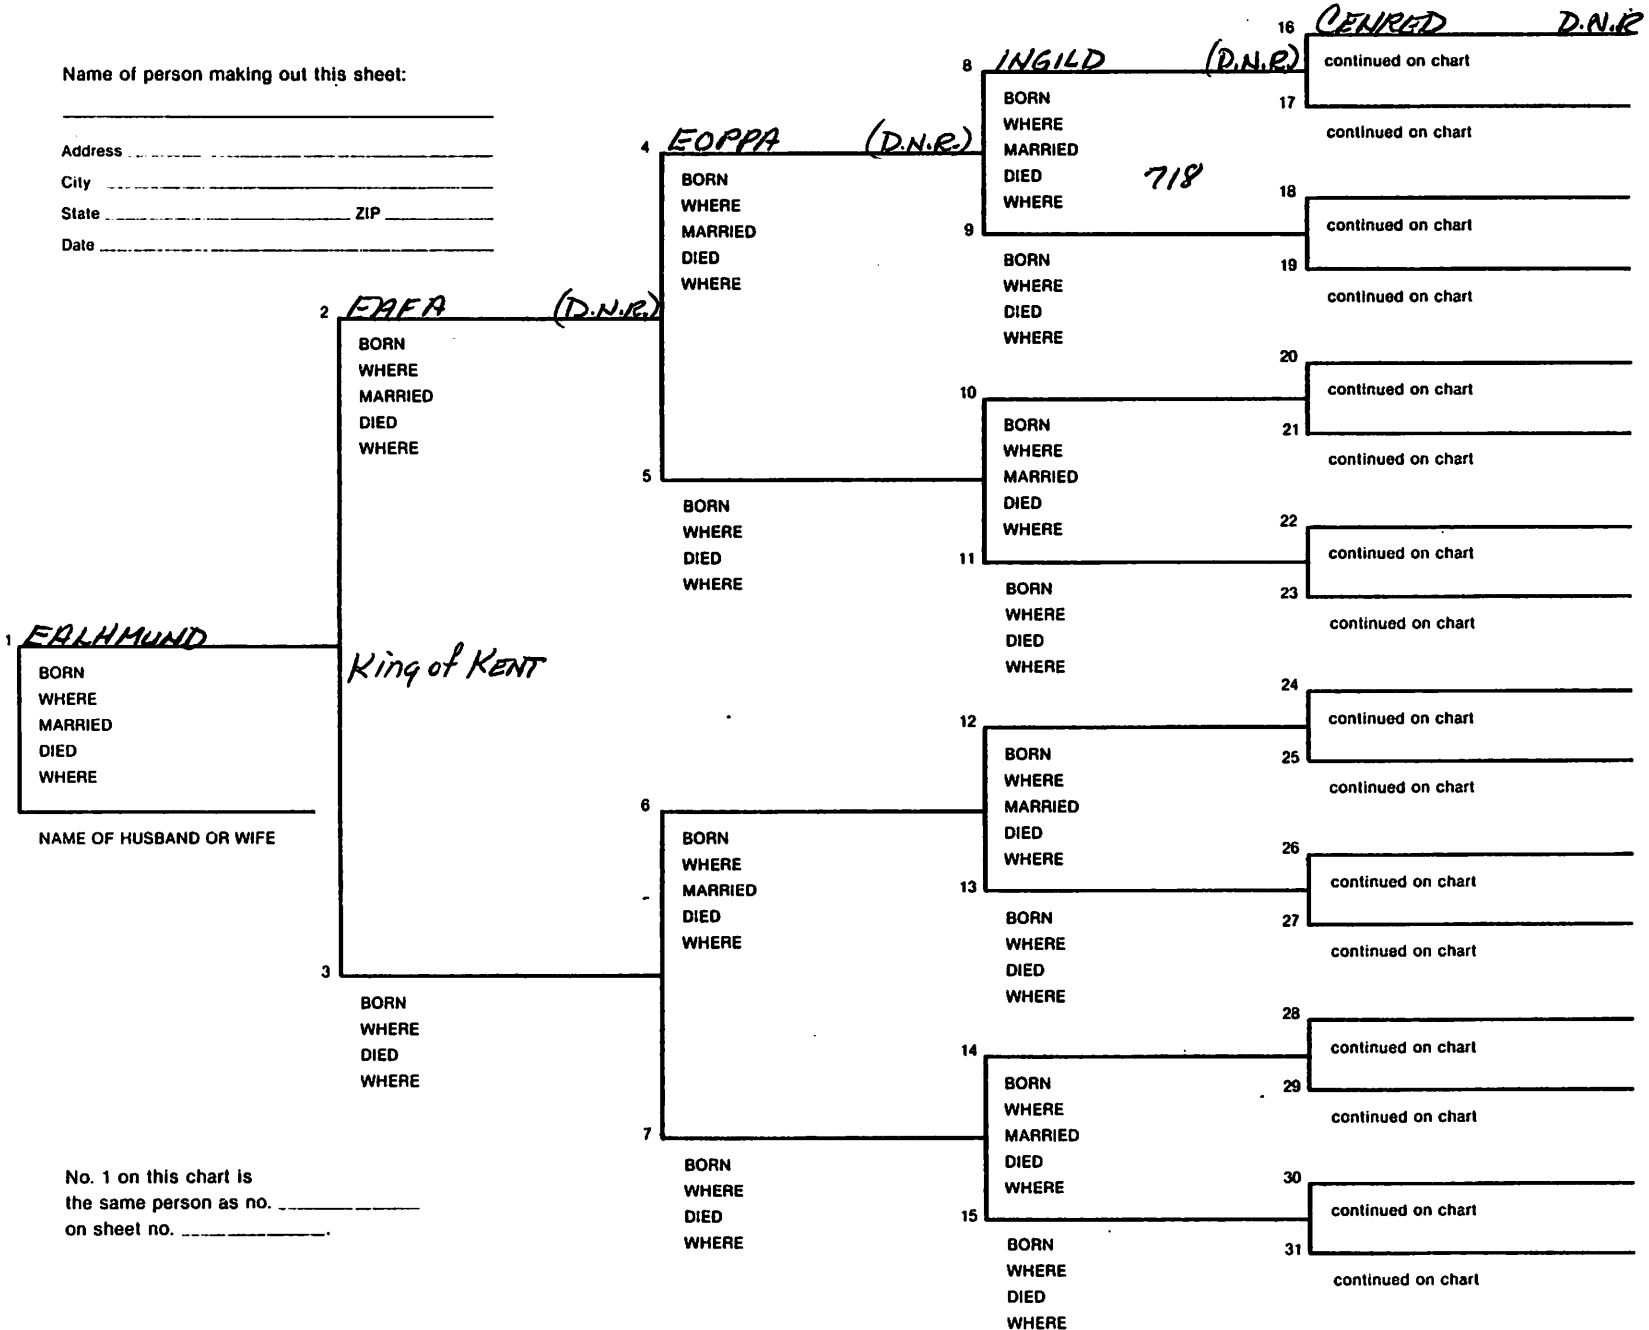 Name of person making out this sheet:
Address
City
State ZIP
Date
1 EALHMUND
BORN
WHERE
MARRIED
DIED
WHERE
NAME OF HUSBAND OR WIFE
King of KENT
No. 1 on this chart is
the same person as no.
on sheet no.
2 EAFA (D.N.R.)
BORN
WHERE
MARRIED
DIED
WHERE
3
BORN
WHERE
DIED
WHERE
4 EOPPA (D.N.R.)
BORN
WHERE
MARRIED
DIED
WHERE
5
BORN
WHERE
DIED
WHERE
6
BORN
WHERE
MARRIED
DIED
WHERE
7
BORN
WHERE
DIED
WHERE
8 INGILD (D.N.R.)
BORN
WHERE
MARRIED
DIED 718
WHERE
9
BORN
WHERE
DIED
WHERE
10
BORN
WHERE
MARRIED
DIED
WHERE
11
BORN
WHERE
DIED
WHERE
12
BORN
WHERE
MARRIED
DIED
WHERE
13
BORN
WHERE
DIED
WHERE
14
BORN
WHERE
MARRIED
DIED
WHERE
15
BORN
WHERE
DIED
WHERE
16 CENRED D.N.R
continued on chart
17
continued on chart
18
continued on chart
19
continued on chart
20
continued on chart
21
continued on chart
22
continued on chart
23
continued on chart
24
continued on chart
25
continued on chart
26
continued on chart
27
continued on chart
28
continued on chart
29
continued on chart
30
continued on chart
31
continued on chart